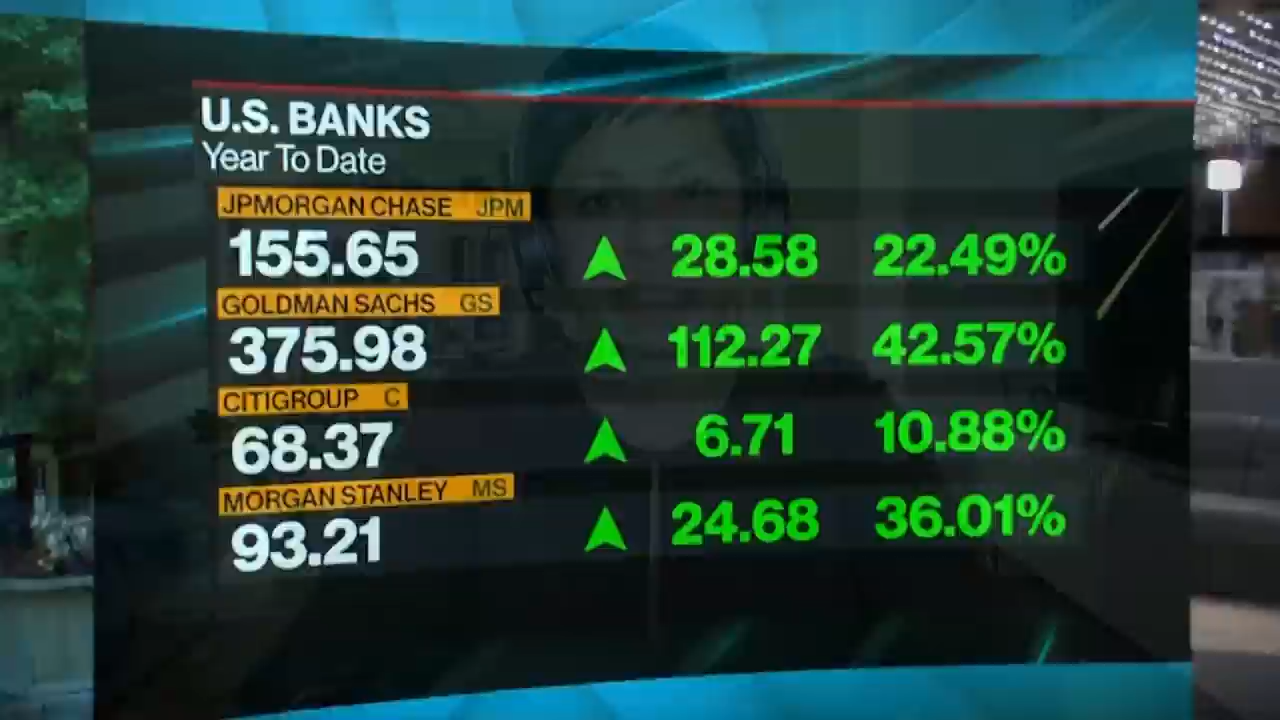 U.S. BANKS
Year To Date
JPMORGAN CHASE JPM
155.65 28.58 22.49%
GOLDMAN SACHS GS
375.98 112.27 42.57%
CITIGROUP C
68.37 6.71 10.88%
MORGAN STANLEY MS
93.21 24.68 36.01%